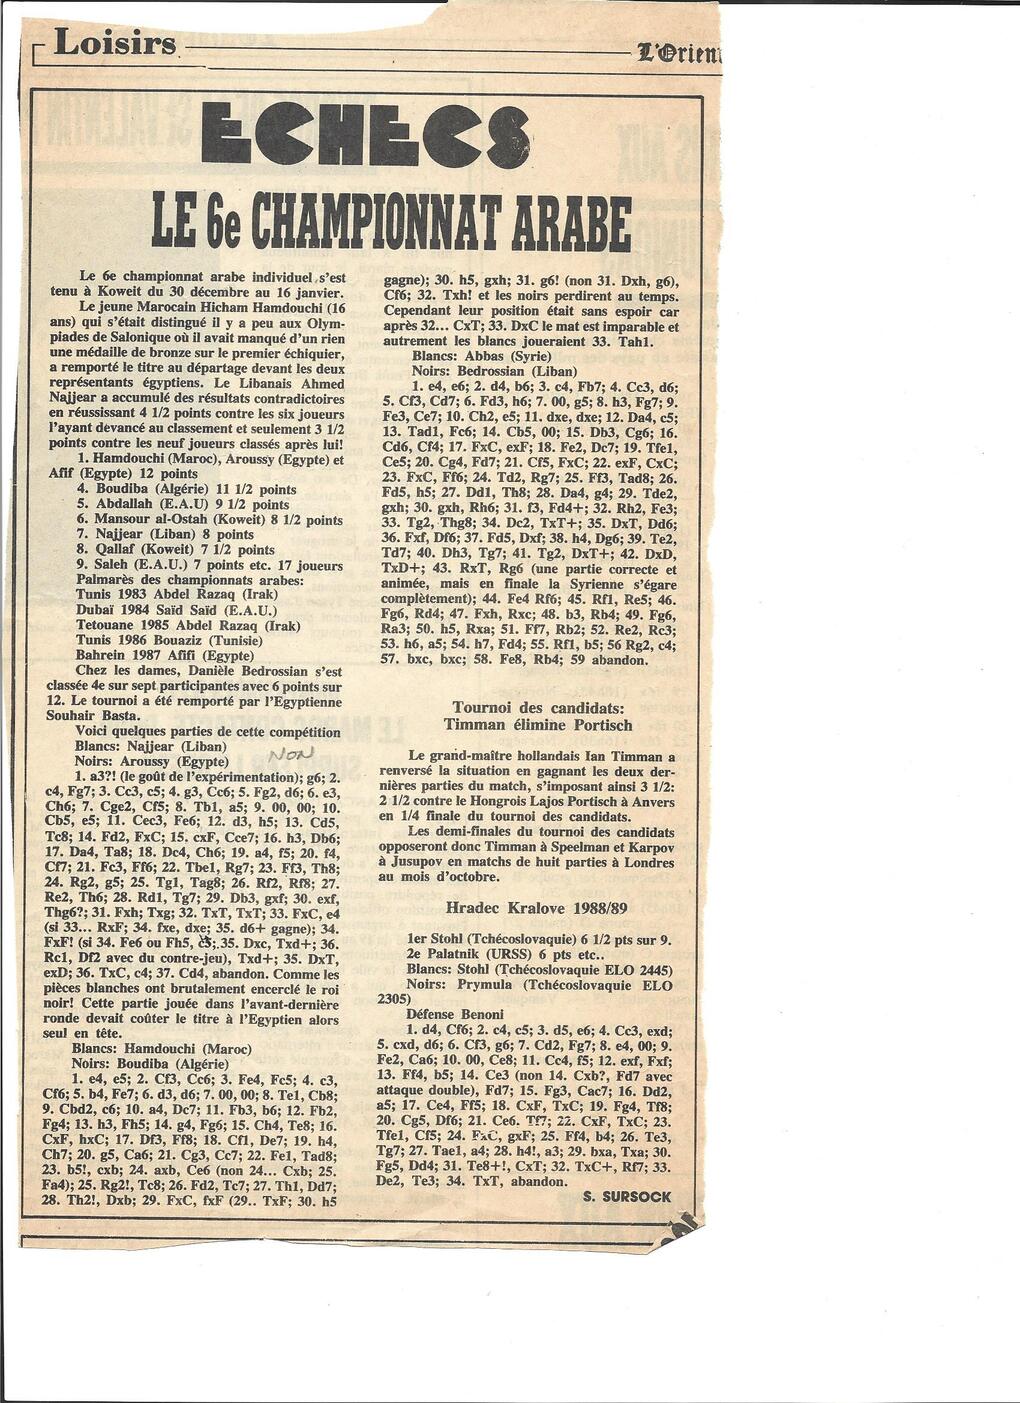 Loisirs
L'Orien
ECHECS
LE 6e CHAMPIONNAT ARABE
Le 6e championnat arabe individuel s'est
tenu à Koweit du 30 décembre au 16 janvier.
Le jeune Marocain Hicham Hamdouchi (16
ans) qui s'était distingué il y a peu aux Olym-
piades de Salonique où il avait manqué d'un rien
une médaille de bronze sur le premier échiquier,
a remporté le titre au départage devant les deux
représentants égyptiens. Le Libanais Ahmed
Najjear a accumulé des résultats contradictoires
en réussissant 4 1/2 points contre les six joueurs
l'ayant devancé au classement et seulement 3 1/2
points contre les neuf joueurs classés après lui!
1. Hamdouchi (Maroc), Aroussy (Egypte) et
Afif (Egypte) 12 points
4. Boudiba (Algérie) 11 1/2 points
5. Abdallah (E.A.U) 9 1/2 points
6. Mansour al-Ostah (Koweit) 8 1/2 points
7. Najjear (Liban) 8 points
8. Qallaf (Koweit) 7 1/2 points
9. Saleh (E.A.U.) 7 points etc. 17 joueurs
Palmarès des championnats arabes:
Tunis 1983 Abdel Razaq (Irak)
Dubaï 1984 Saïd Saïd (E.A.U.)
Tetouane 1985 Abdel Razaq (Irak)
Tunis 1986 Bouaziz (Tunisie)
Bahrein 1987 Afifi (Egypte)
Chez les dames, Danièle Bedrossian s'est
classée 4e sur sept participantes avec 6 points sur
12. Le tournoi a été remporté par l'Egyptienne
Souhair Basta.
Voici quelques parties de cette compétition
Blancs: Najjear (Liban)
Noirs: Aroussy (Egypte) NON
1. a3?! (le goût de l'expérimentation); g6; 2.
c4, Fg7; 3. Cc3, c5; 4. g3, Cc6; 5. Fg2, d6; 6. e3,
Ch6; 7. Cge2, Cf5; 8. Tb1, a5; 9. 00, 00; 10.
Cb5, e5; 11. Cec3, Fe6; 12. d3, h5; 13. Cd5,
Tc8; 14. Fd2, FxC; 15. cxF, Cce7; 16. h3, Db6;
17. Da4, Ta8; 18. Dc4, Ch6; 19. a4, f5; 20. f4,
Cf7; 21. Fc3, Ff6; 22. Tbe1, Rg7; 23. Ff3, Th8;
24. Rg2, g5; 25. Tg1, Tag8; 26. Rf2, Rf8; 27.
Re2, Th6; 28. Rd1, Tg7; 29. Db3, gxf; 30. exf,
Thg6?; 31. Fxh; Txg; 32. TxT, TxT; 33. FxC, e4
(si 33... RxF; 34. fxe, dxe; 35. d6+ gagne); 34.
FxF! (si 34. Fe6 ou Fh5, c5; 35. Dxc, Txd+; 36.
Rc1, Df2 avec du contre-jeu), Txd+; 35. DxT,
exD; 36. TxC, c4; 37. Cd4, abandon. Comme les
pièces blanches ont brutalement encerclé le roi
noir! Cette partie jouée dans l'avant-dernière
ronde devait coûter le titre à l'Egyptien alors
seul en tête.
Blancs: Hamdouchi (Maroc)
Noirs: Boudiba (Algérie)
1. e4, e5; 2. Cf3, Cc6; 3. Fe4, Fc5; 4. c3,
Cf6; 5. b4, Fe7; 6. d3, d6; 7. 00, 00; 8. Te1, Cb8;
9. Cbd2, c6; 10. a4, Dc7; 11. Fb3, b6; 12. Fb2,
Fg4; 13. h3, Fh5; 14. g4, Fg6; 15. Ch4, Te8; 16.
CxF, hxC; 17. Df3, Ff8; 18. Cf1, De7; 19. h4,
Ch7; 20. g5, Ca6; 21. Cg3, Cc7; 22. Fe1, Tad8;
23. b5!, cxb; 24. axb, Ce6 (non 24... Cxb; 25.
Fa4); 25. Rg2!, Tc8; 26. Fd2, Tc7; 27. Th1, Dd7;
28. Th2!, Dxb; 29. FxC, fxF (29.. TxF; 30. h5
gagne); 30. h5, gxh; 31. g6! (non 31. Dxh, g6),
Cf6; 32. Txh! et les noirs perdirent au temps.
Cependant leur position était sans espoir car
après 32... CxT; 33. DxC le mat est imparable et
autrement les blancs joueraient 33. Tah1.
Blancs: Abbas (Syrie)
Noirs: Bedrossian (Liban)
1. e4, e6; 2. d4, b6; 3. c4, Fb7; 4. Cc3, d6;
5. Cf3, Cd7; 6. Fd3, h6; 7. 00, g5; 8. h3, Fg7; 9.
Fe3, Ce7; 10. Ch2, e5; 11. dxe, dxe; 12. Da4, c5;
13. Tad1, Fc6; 14. Cb5, 00; 15. Db3, Cg6; 16.
Cd6, Cf4; 17. FxC, exF; 18. Fe2, Dc7; 19. Tfe1,
Ce5; 20. Cg4, Fd7; 21. Cf5, FxC; 22. exF, CxC;
23. FxC, Ff6; 24. Td2, Rg7; 25. Ff3, Tad8; 26.
Fd5, h5; 27. Dd1, Th8; 28. Da4, g4; 29. Tde2,
gxh; 30. gxh, Rh6; 31. f3, Fd4+; 32. Rh2, Fe3;
33. Tg2, Thg8; 34. Dc2, TxT+; 35. DxT, Dd6;
36. Fxf, Df6; 37. Fd5, Dxf; 38. h4, Dg6; 39. Te2,
Td7; 40. Dh3, Tg7; 41. Tg2, DxT+; 42. DxD,
TxD+; 43. RxT, Rg6 (une partie correcte et
animée, mais en finale la Syrienne s'égare
complètement); 44. Fe4 Rf6; 45. Rf1, Re5; 46.
Fg6, Rd4; 47. Fxh, Rxc; 48. b3, Rb4; 49. Fg6,
Ra3; 50. h5, Rxa; 51. Ff7, Rb2; 52. Re2, Rc3;
53. h6, a5; 54. h7, Fd4; 55. Rf1, b5; 56 Rg2, c4;
57. bxc, bxc; 58. Fe8, Rb4; 59 abandon.
Tournoi des candidats:
Timman élimine Portisch
Le grand-maître hollandais Ian Timman a
renversé la situation en gagnant les deux der-
nières parties du match, s'imposant ainsi 3 1/2:
2 1/2 contre le Hongrois Lajos Portisch à Anvers
en 1/4 finale du tournoi des candidats.
Les demi-finales du tournoi des candidats
opposeront donc Timman à Speelman et Karpov
à Jusupov en matchs de huit parties à Londres
au mois d'octobre.
Hradec Kralove 1988/89
1er Stohl (Tchécoslovaquie) 6 1/2 pts sur 9.
2e Palatnik (URSS) 6 pts etc..
Blancs: Stohl (Tchécoslovaquie ELO 2445)
Noirs: Prymula (Tchécoslovaquie ELO
2305)
Défense Benoni
1. d4, Cf6; 2. c4, c5; 3. d5, e6; 4. Cc3, exd;
5. cxd, d6; 6. Cf3, g6; 7. Cd2, Fg7; 8. e4, 00; 9.
Fe2, Ca6; 10. 00, Ce8; 11. Cc4, f5; 12. exf, Fxf;
13. Ff4, b5; 14. Ce3 (non 14. Cxb?, Fd7 avec
attaque double), Fd7; 15. Fg3, Cac7; 16. Dd2,
a5; 17. Ce4, Ff5; 18. CxF, TxC; 19. Fg4, Tf8;
20. Cg5, Df6; 21. Ce6. Tf7; 22. CxF, TxC; 23.
Tfe1, Cf5; 24. FxC, gxF; 25. Ff4, b4; 26. Te3,
Tg7; 27. Tae1, a4; 28. h4!, a3; 29. bxa, Txa; 30.
Fg5, Dd4; 31. Te8+!, CxT; 32. TxC+, Rf7; 33.
De2, Te3; 34. TxT, abandon.
S. SURSOCK